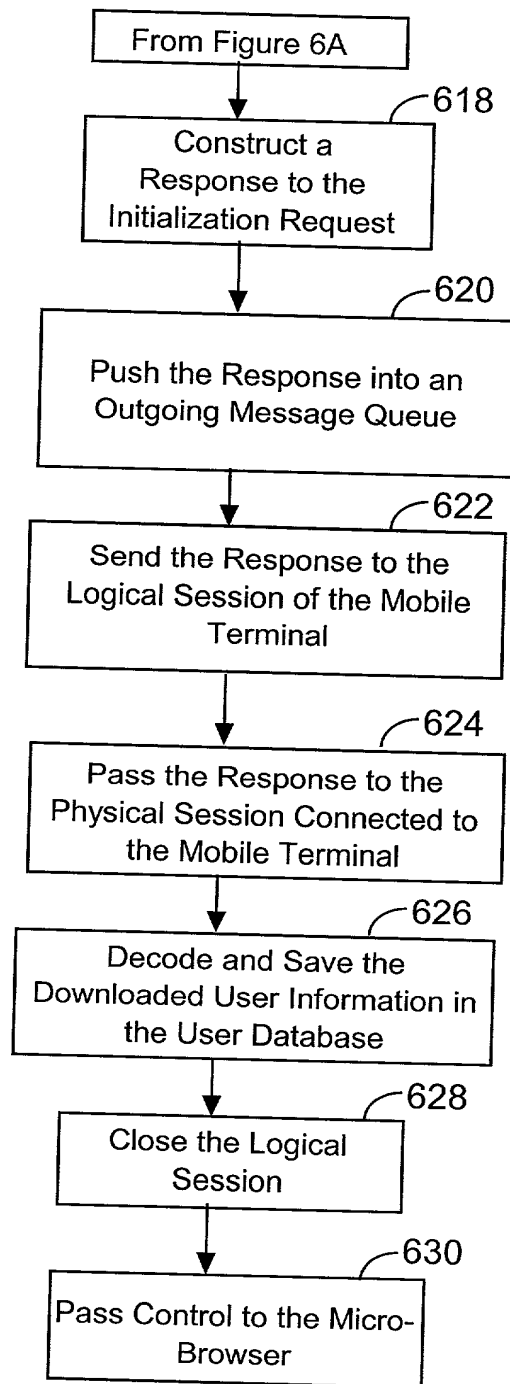 From Figure 6A
618
Construct a
Response to the
Initialization Request
620
Push the Response into an
Outgoing Message Queue
622
Send the Response to the
Logical Session of the Mobile
Terminal
624
Pass the Response to the
Physical Session Connected to
the Mobile Terminal
626
Decode and Save the
Downloaded User Information in
the User Database
628
Close the Logical
Session
630
Pass Control to the Micro-
Browser